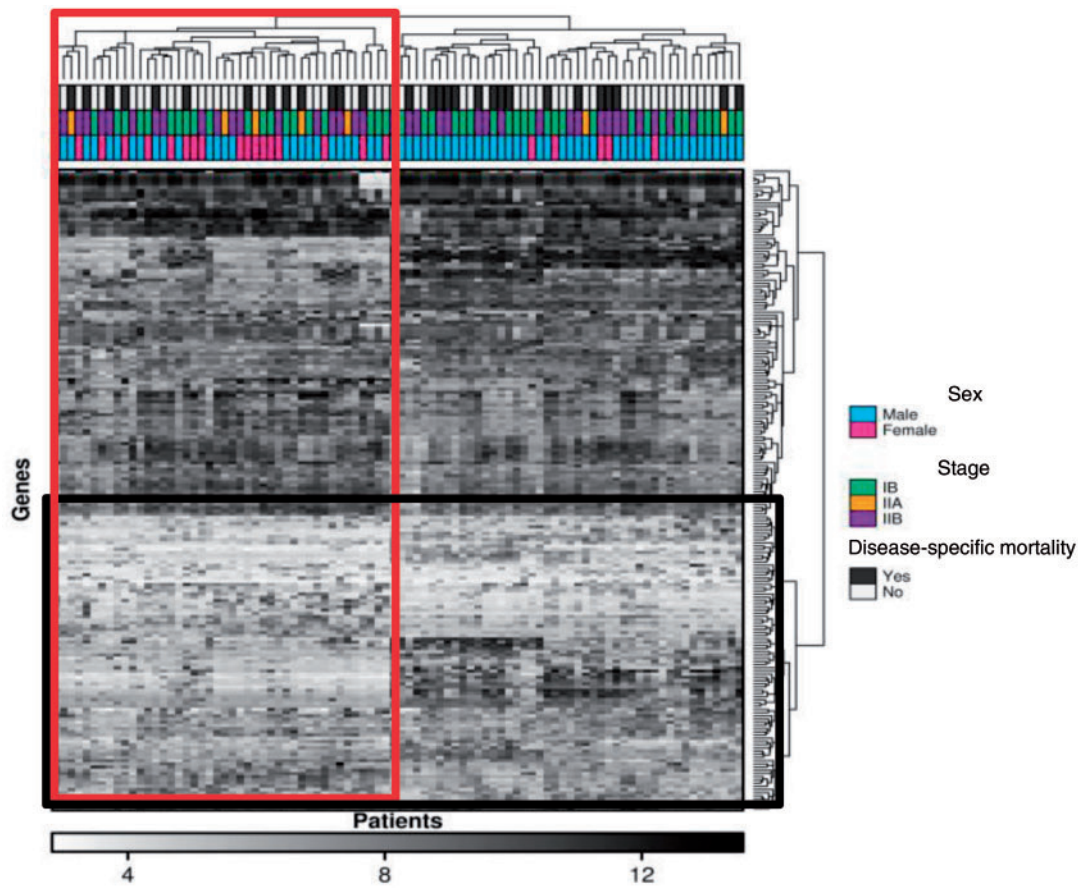 Sex
Male
Female
Stage
IB
IIA
IIB
Disease-specific mortality
Yes
No
Genes
Patients
4 8 12